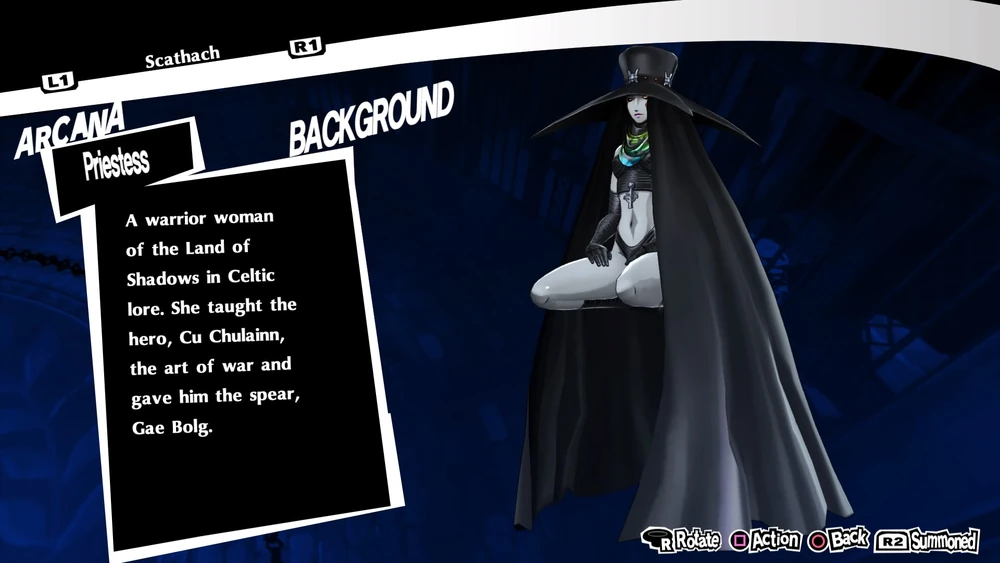 Scathach
L1
R1
ARCANA
Priestess
BACKGROUND
A warrior woman
of the Land of
Shadows in Celtic
lore. She taught the
hero, Cu Chulainn,
the art of war and
gave him the spear,
Gae Bolg.
R Rotate Action Back R2 Summoned